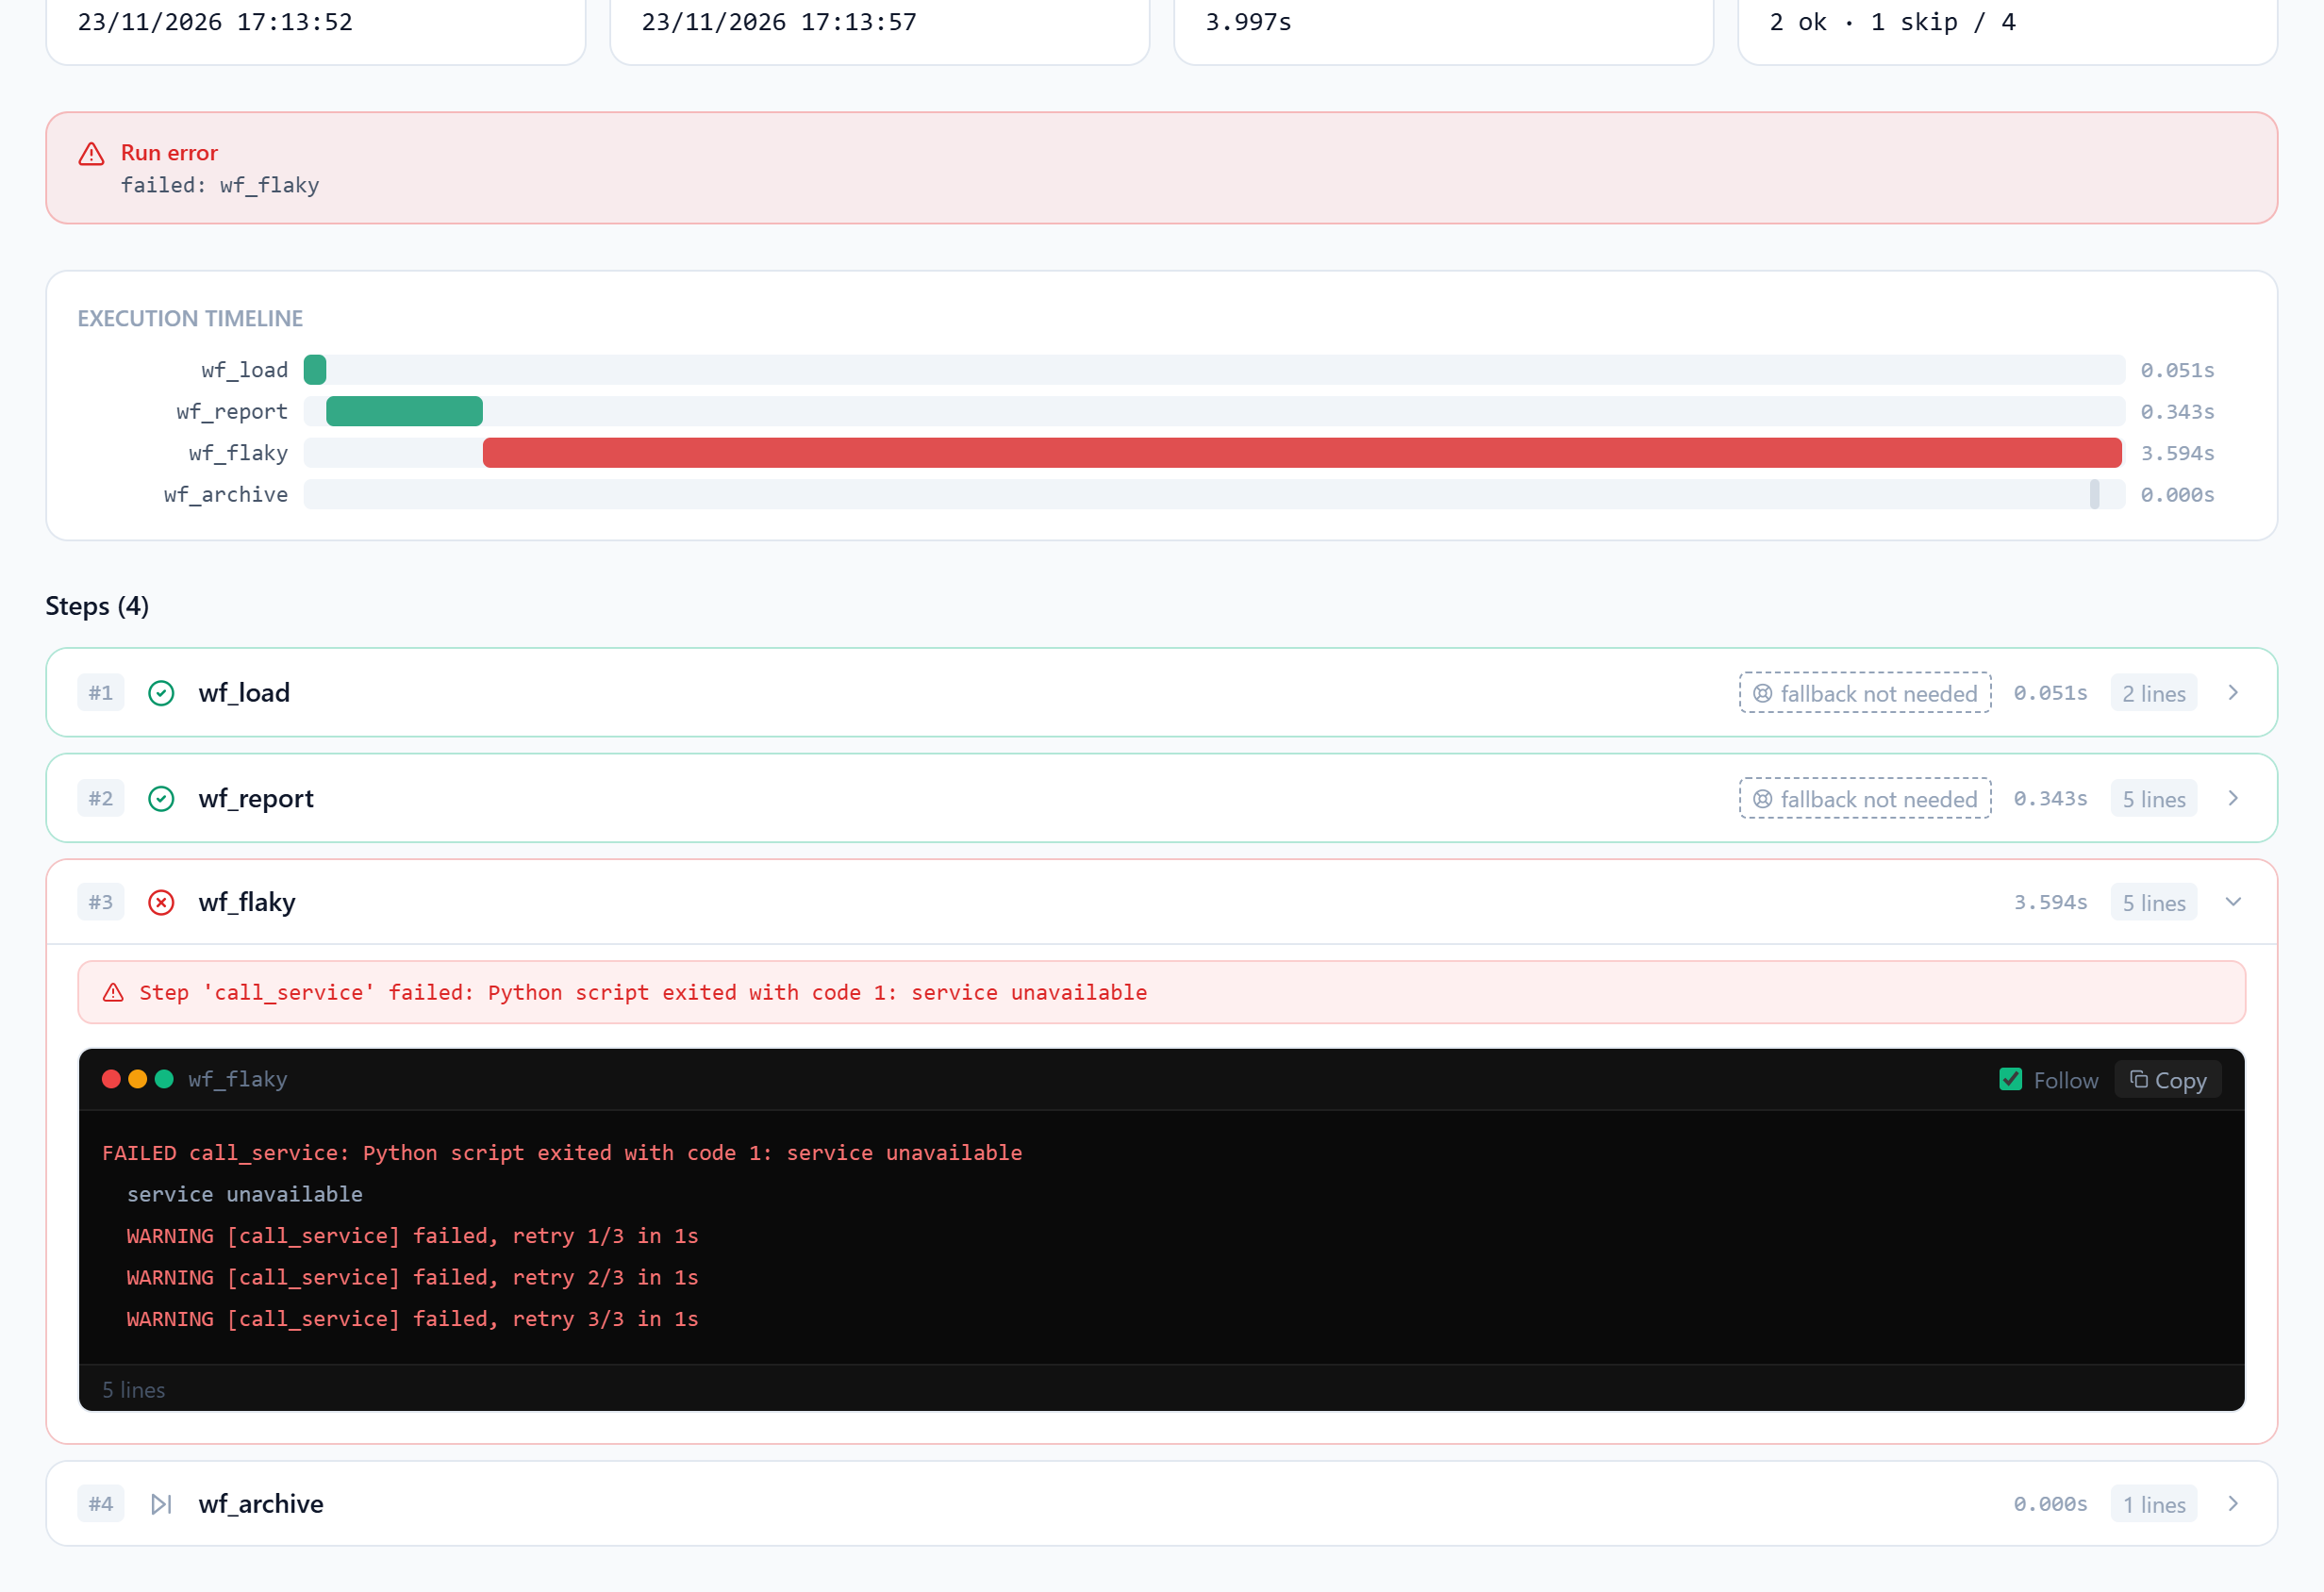 23/11/2026 17:13:52
23/11/2026 17:13:57
3.997s
2 ok · 1 skip / 4
Run error
failed: wf_flaky
EXECUTION TIMELINE
wf_load 0.051s
wf_report 0.343s
wf_flaky 3.594s
wf_archive 0.000s
Steps (4)
#1 wf_load fallback not needed 0.051s 2 lines
#2 wf_report fallback not needed 0.343s 5 lines
#3 wf_flaky 3.594s 5 lines
Step 'call_service' failed: Python script exited with code 1: service unavailable
wf_flaky Follow Copy
FAILED call_service: Python script exited with code 1: service unavailable
service unavailable
WARNING [call_service] failed, retry 1/3 in 1s
WARNING [call_service] failed, retry 2/3 in 1s
WARNING [call_service] failed, retry 3/3 in 1s
5 lines
#4 wf_archive 0.000s 1 lines